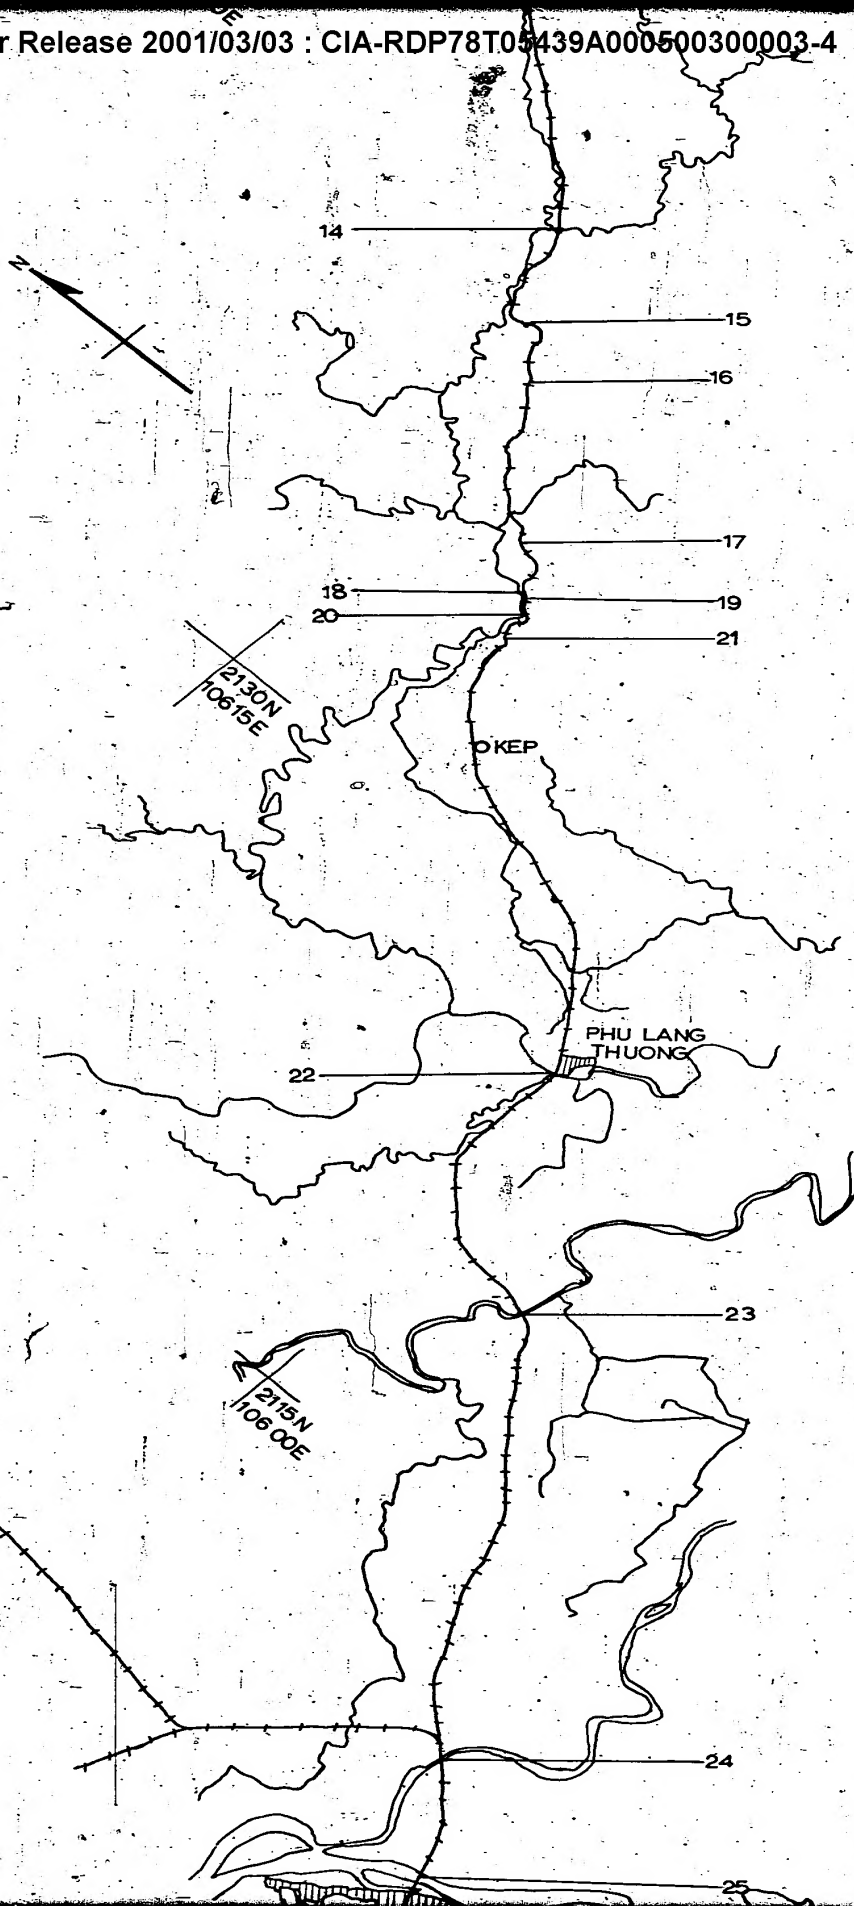 r Release 2001/03/03 : CIA-RDP78T05439A000500300003-4
14
N
15
16
17
18
19
20
21
2130N
10615E
KEP
PHU LANG
THUONG
22
23
2115N
106 00E
24
25